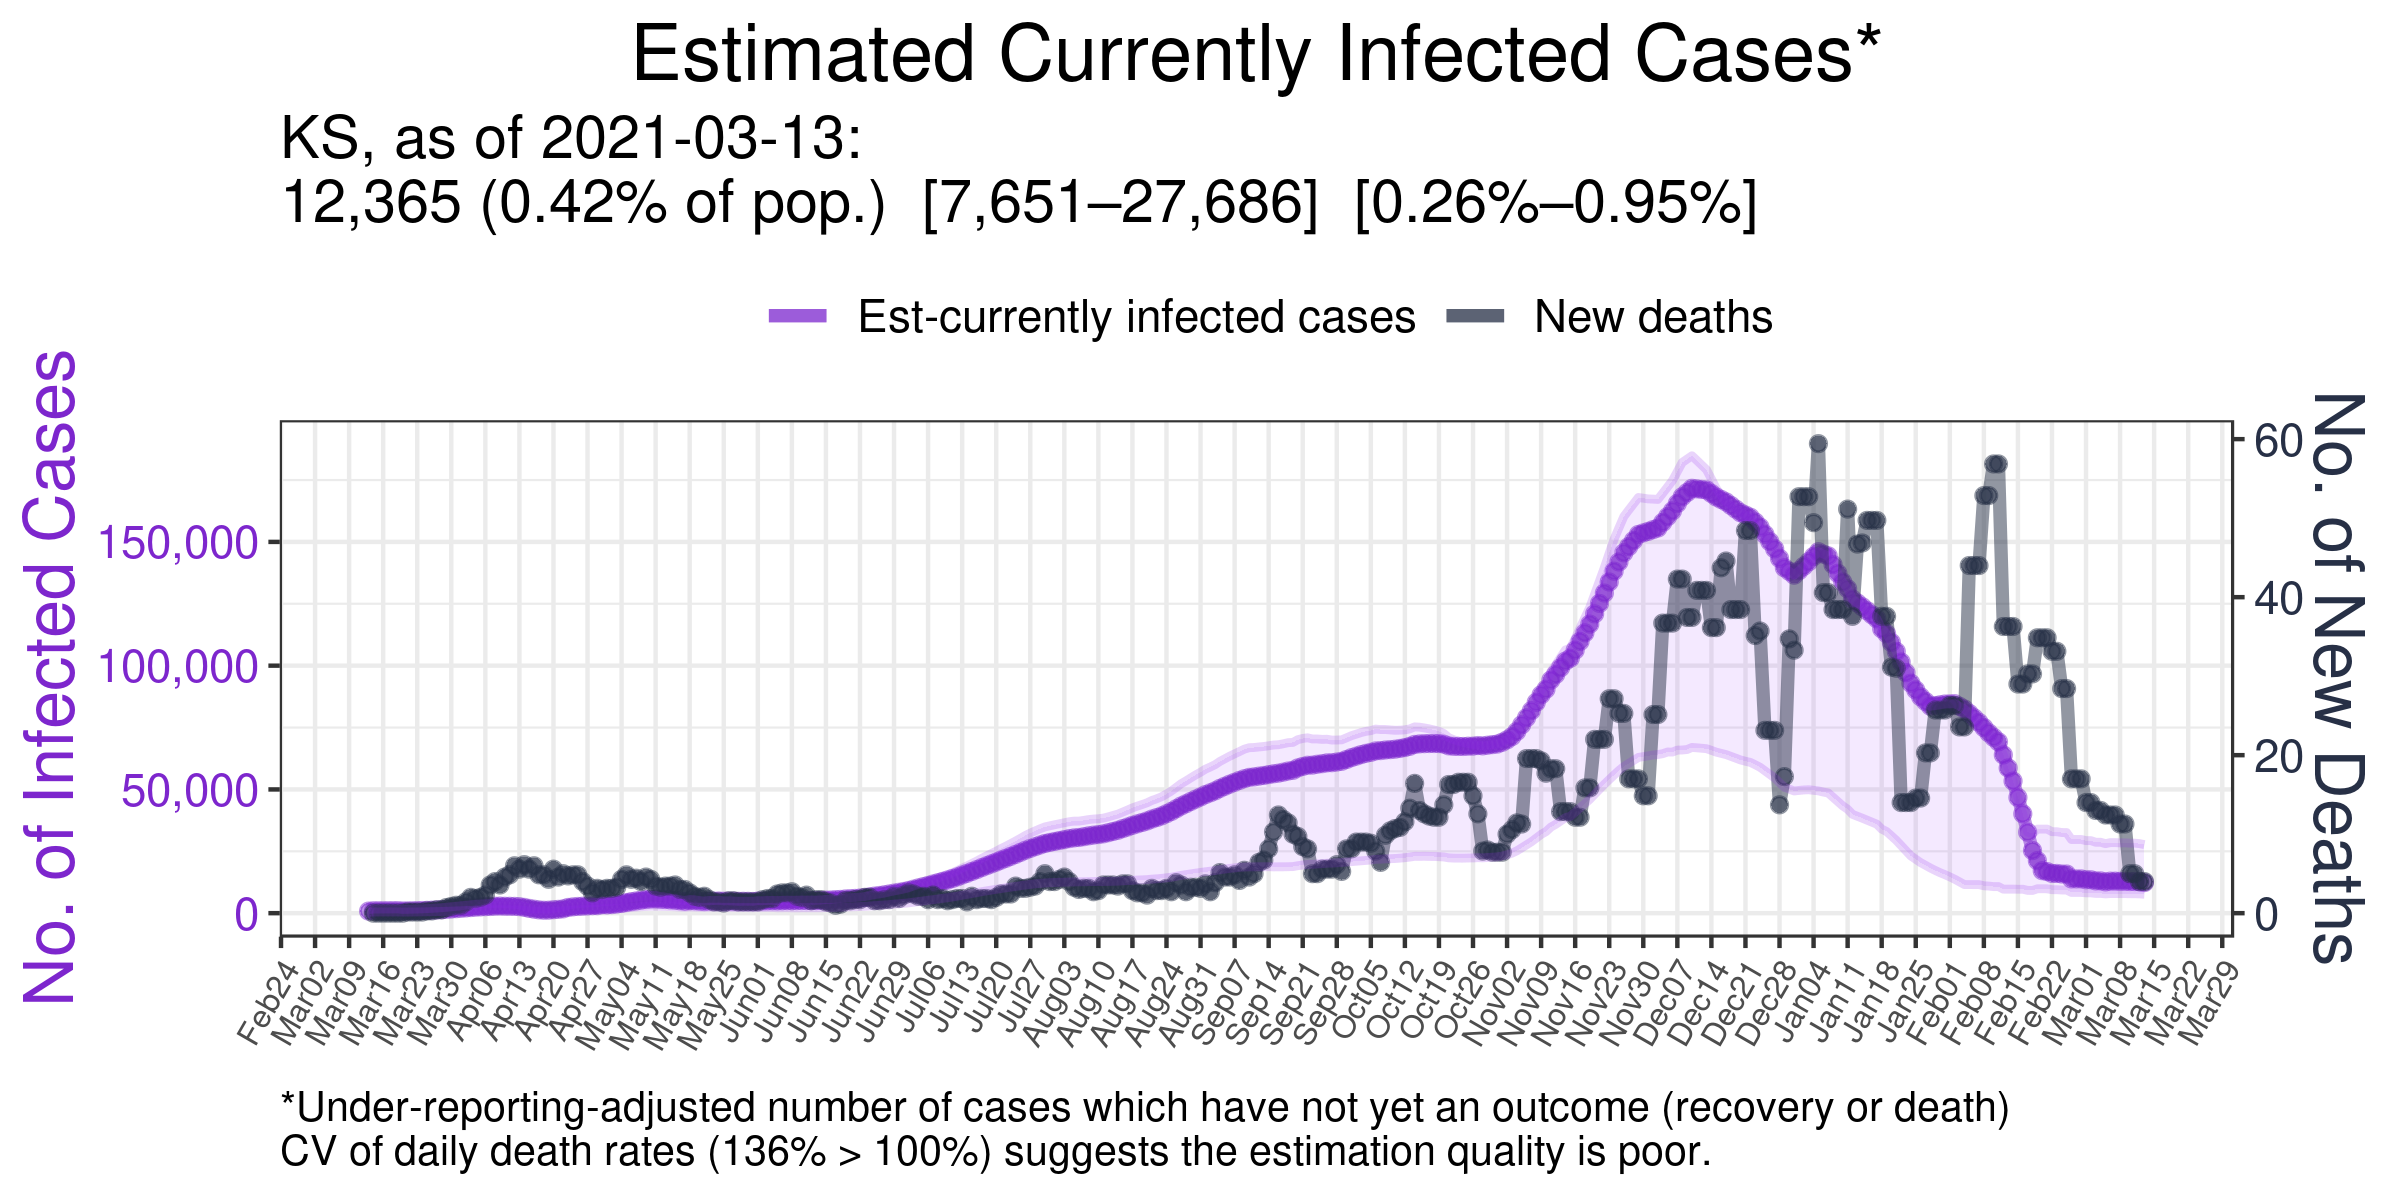 Estimated Currently Infected Cases*
KS, as of 2021-03-13:
12,365 (0.42% of pop.) [7,651–27,686] [0.26%–0.95%]
Est-currently infected cases New deaths
No. of Infected Cases
150,000
100,000
50,000
0
60
40
20
0
No. of New Deaths
Feb24 Mar02 Mar09 Mar16 Mar23 Mar30 Apr06 Apr13 Apr20 Apr27 May04 May11 May18 May25 Jun01 Jun08 Jun15 Jun22 Jun29 Jul06 Jul13 Jul20 Jul27 Aug03 Aug10 Aug17 Aug24 Aug31 Sep07 Sep14 Sep21 Sep28 Oct05 Oct12 Oct19 Oct26 Nov02 Nov09 Nov16 Nov23 Nov30 Dec07 Dec14 Dec21 Dec28 Jan04 Jan11 Jan18 Jan25 Feb01 Feb08 Feb15 Feb22 Mar01 Mar08 Mar15 Mar22 Mar29
*Under-reporting-adjusted number of cases which have not yet an outcome (recovery or death)
CV of daily death rates (136% > 100%) suggests the estimation quality is poor.